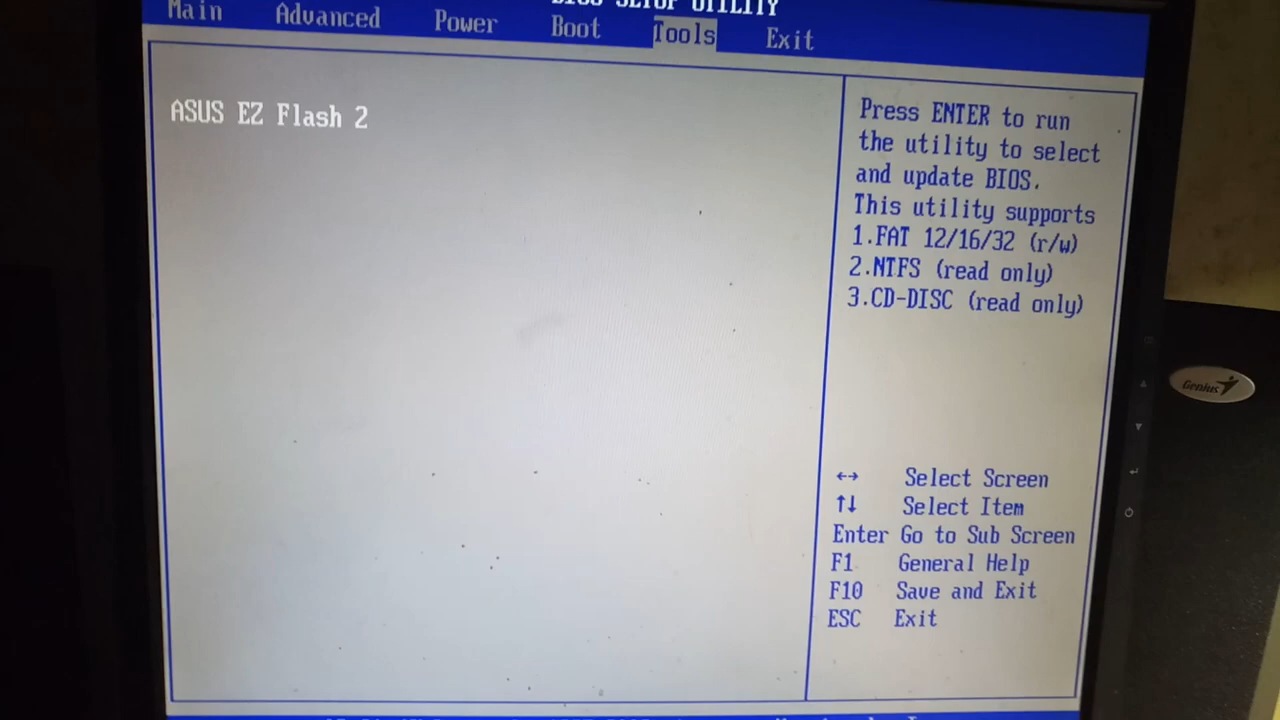 BIOS SETUP UTILITY
Main Advanced Power Boot Tools Exit
ASUS EZ Flash 2
Press ENTER to run
the utility to select
and update BIOS.
This utility supports
1.FAT 12/16/32 (r/w)
2.NTFS (read only)
3.CD-DISC (read only)
↔ Select Screen
↑↓ Select Item
Enter Go to Sub Screen
F1 General Help
F10 Save and Exit
ESC Exit
Genius